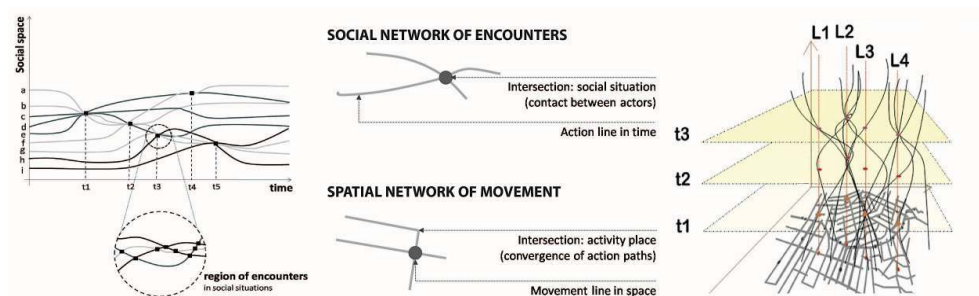 Social space
a
b
c
d
e
f
g
h
i
t1
t2
t3
t4
t5
time
region of encounters
in social situations
SOCIAL NETWORK OF ENCOUNTERS
Intersection: social situation
(contact between actors)
Action line in time
SPATIAL NETWORK OF MOVEMENT
Intersection: activity place
(convergence of action paths)
Movement line in space
L1 L2
L3
L4
t3
t2
t1